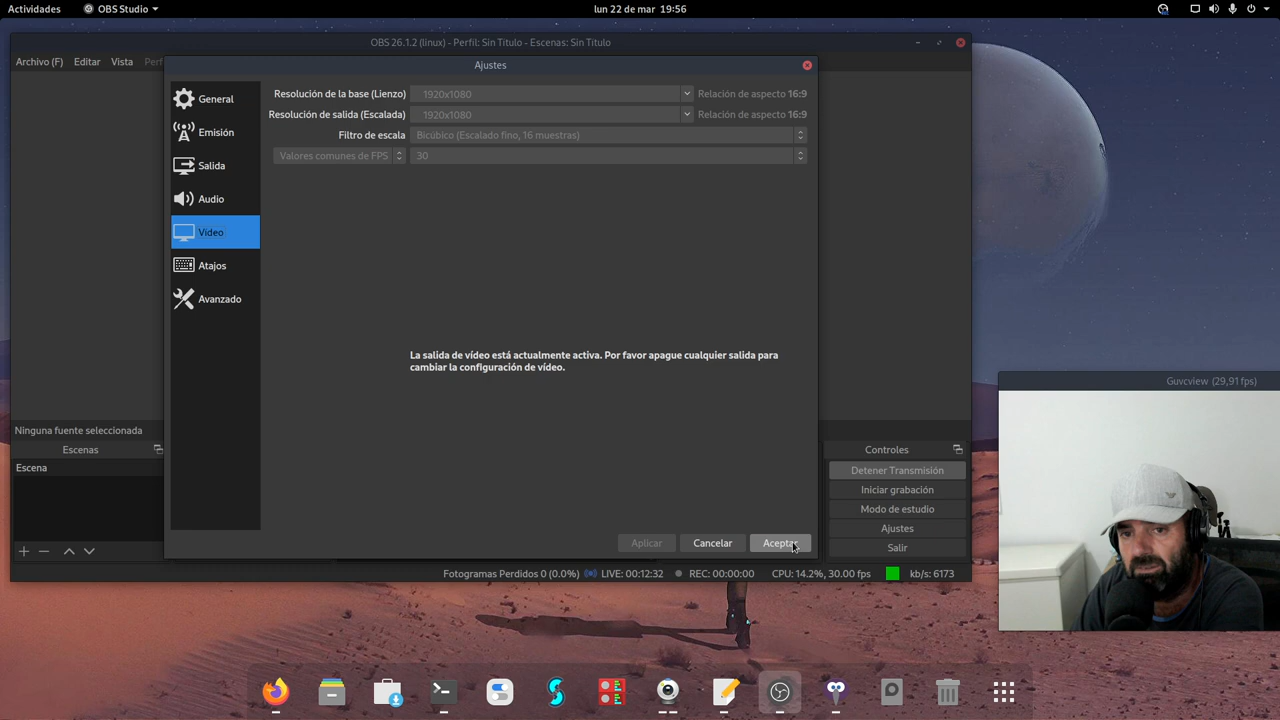 Actividades
OBS Studio
lun 22 de mar 19:56
OBS 26.1.2 (linux) - Perfil: Sin Titulo - Escenas: Sin Titulo
Archivo (F) Editar Vista Perf
Ajustes
General
Emisión
Salida
Audio
Vídeo
Atajos
Avanzado
Resolución de la base (Lienzo) 1920x1080 Relación de aspecto 16:9
Resolución de salida (Escalada) 1920x1080 Relación de aspecto 16:9
Filtro de escala Bicúbico (Escalado fino, 16 muestras)
Valores comunes de FPS 30
La salida de vídeo está actualmente activa. Por favor apague cualquier salida para
cambiar la configuración de vídeo.
Aplicar Cancelar Aceptar
Ninguna fuente seleccionada
Escenas
Escena
Controles
Detener Transmisión
Iniciar grabación
Modo de estudio
Ajustes
Salir
Fotogramas Perdidos 0 (0.0%) LIVE: 00:12:32 REC: 00:00:00 CPU: 14.2%, 30.00 fps kb/s: 6173
Guvcview (29,91 fps)